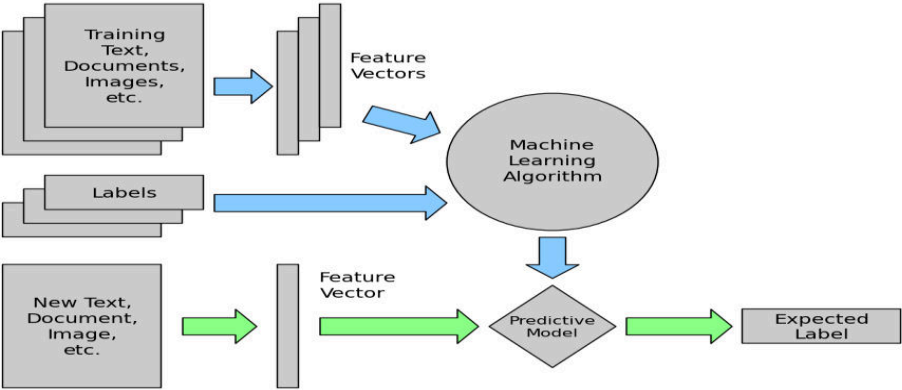 Training
Text,
Documents,
Images,
etc.
Feature
Vectors
Machine
Learning
Algorithm
Labels
New Text,
Document,
Image,
etc.
Feature
Vector
Predictive
Model
Expected
Label